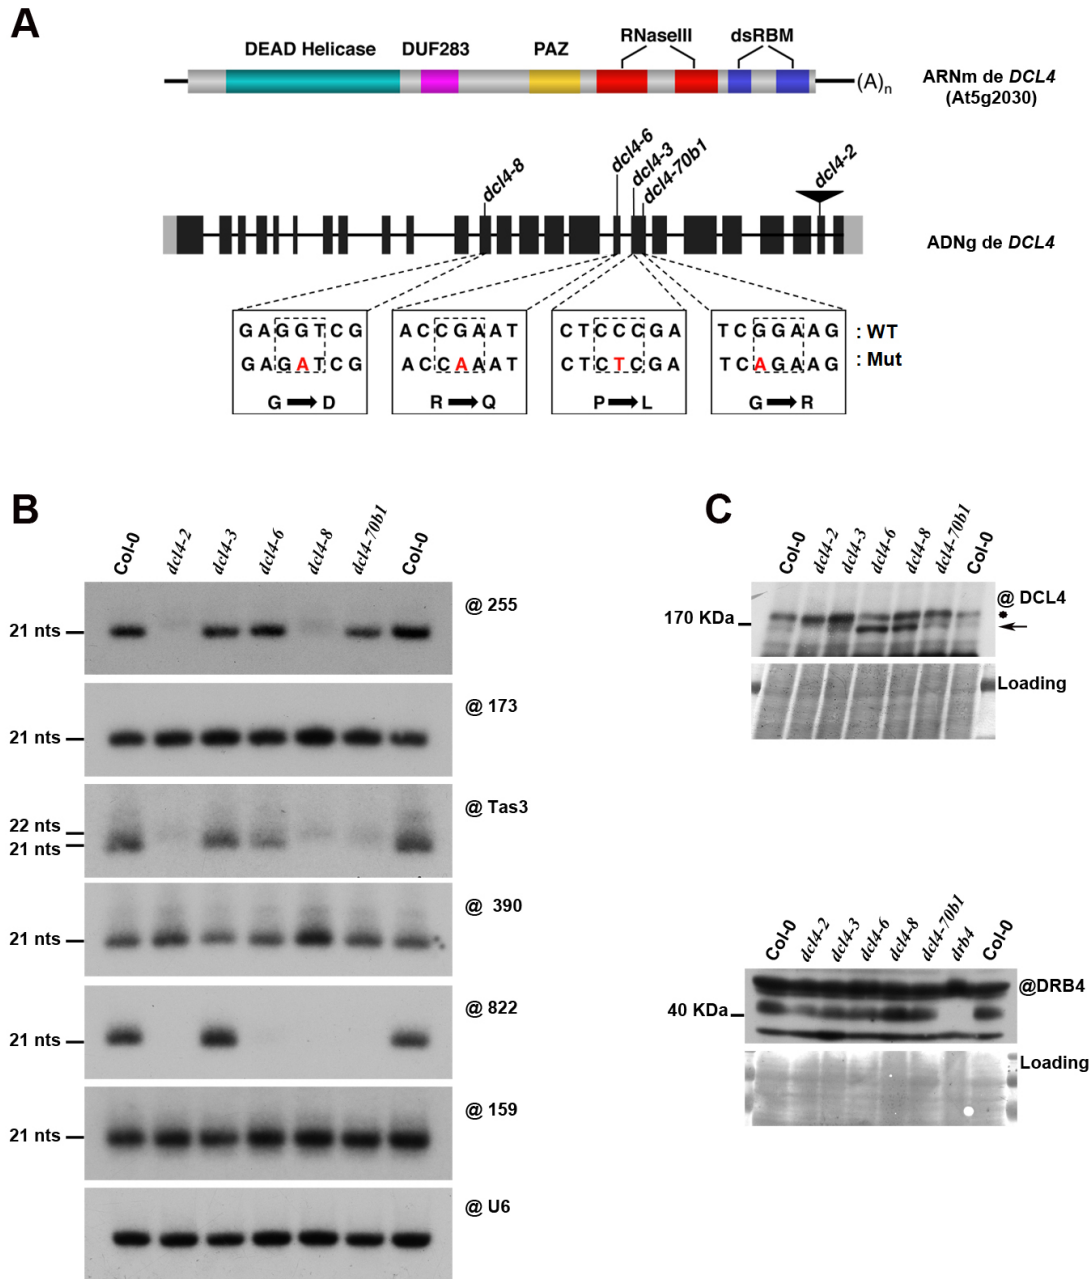 A
DEAD Helicase DUF283 PAZ RNaseIII dsRBM
(A)n
ARNm de DCL4
(At5g2030)
dcl4-8 dcl4-6 dcl4-3 dcl4-70b1 dcl4-2
ADNg de DCL4
G A G G T C G A C C G A A T C T C C C G A T C G G A A G : WT
G A G A T C G A C C A A A T C T C T C G A T C A G A A G : Mut
G D R Q P L G R
B
Col-0 dcl4-2 dcl4-3 dcl4-6 dcl4-8 dcl4-70b1 Col-0
21 nts @ 255
21 nts @ 173
22 nts @ Tas3
21 nts
21 nts @ 390
21 nts @ 822
21 nts @ 159
@ U6
C
Col-0 dcl4-2 dcl4-3 dcl4-6 dcl4-8 dcl4-70b1 Col-0
@ DCL4
170 KDa *
Loading
Col-0 dcl4-2 dcl4-3 dcl4-6 dcl4-8 dcl4-70b1 drb4 Col-0
@DRB4
40 KDa
Loading